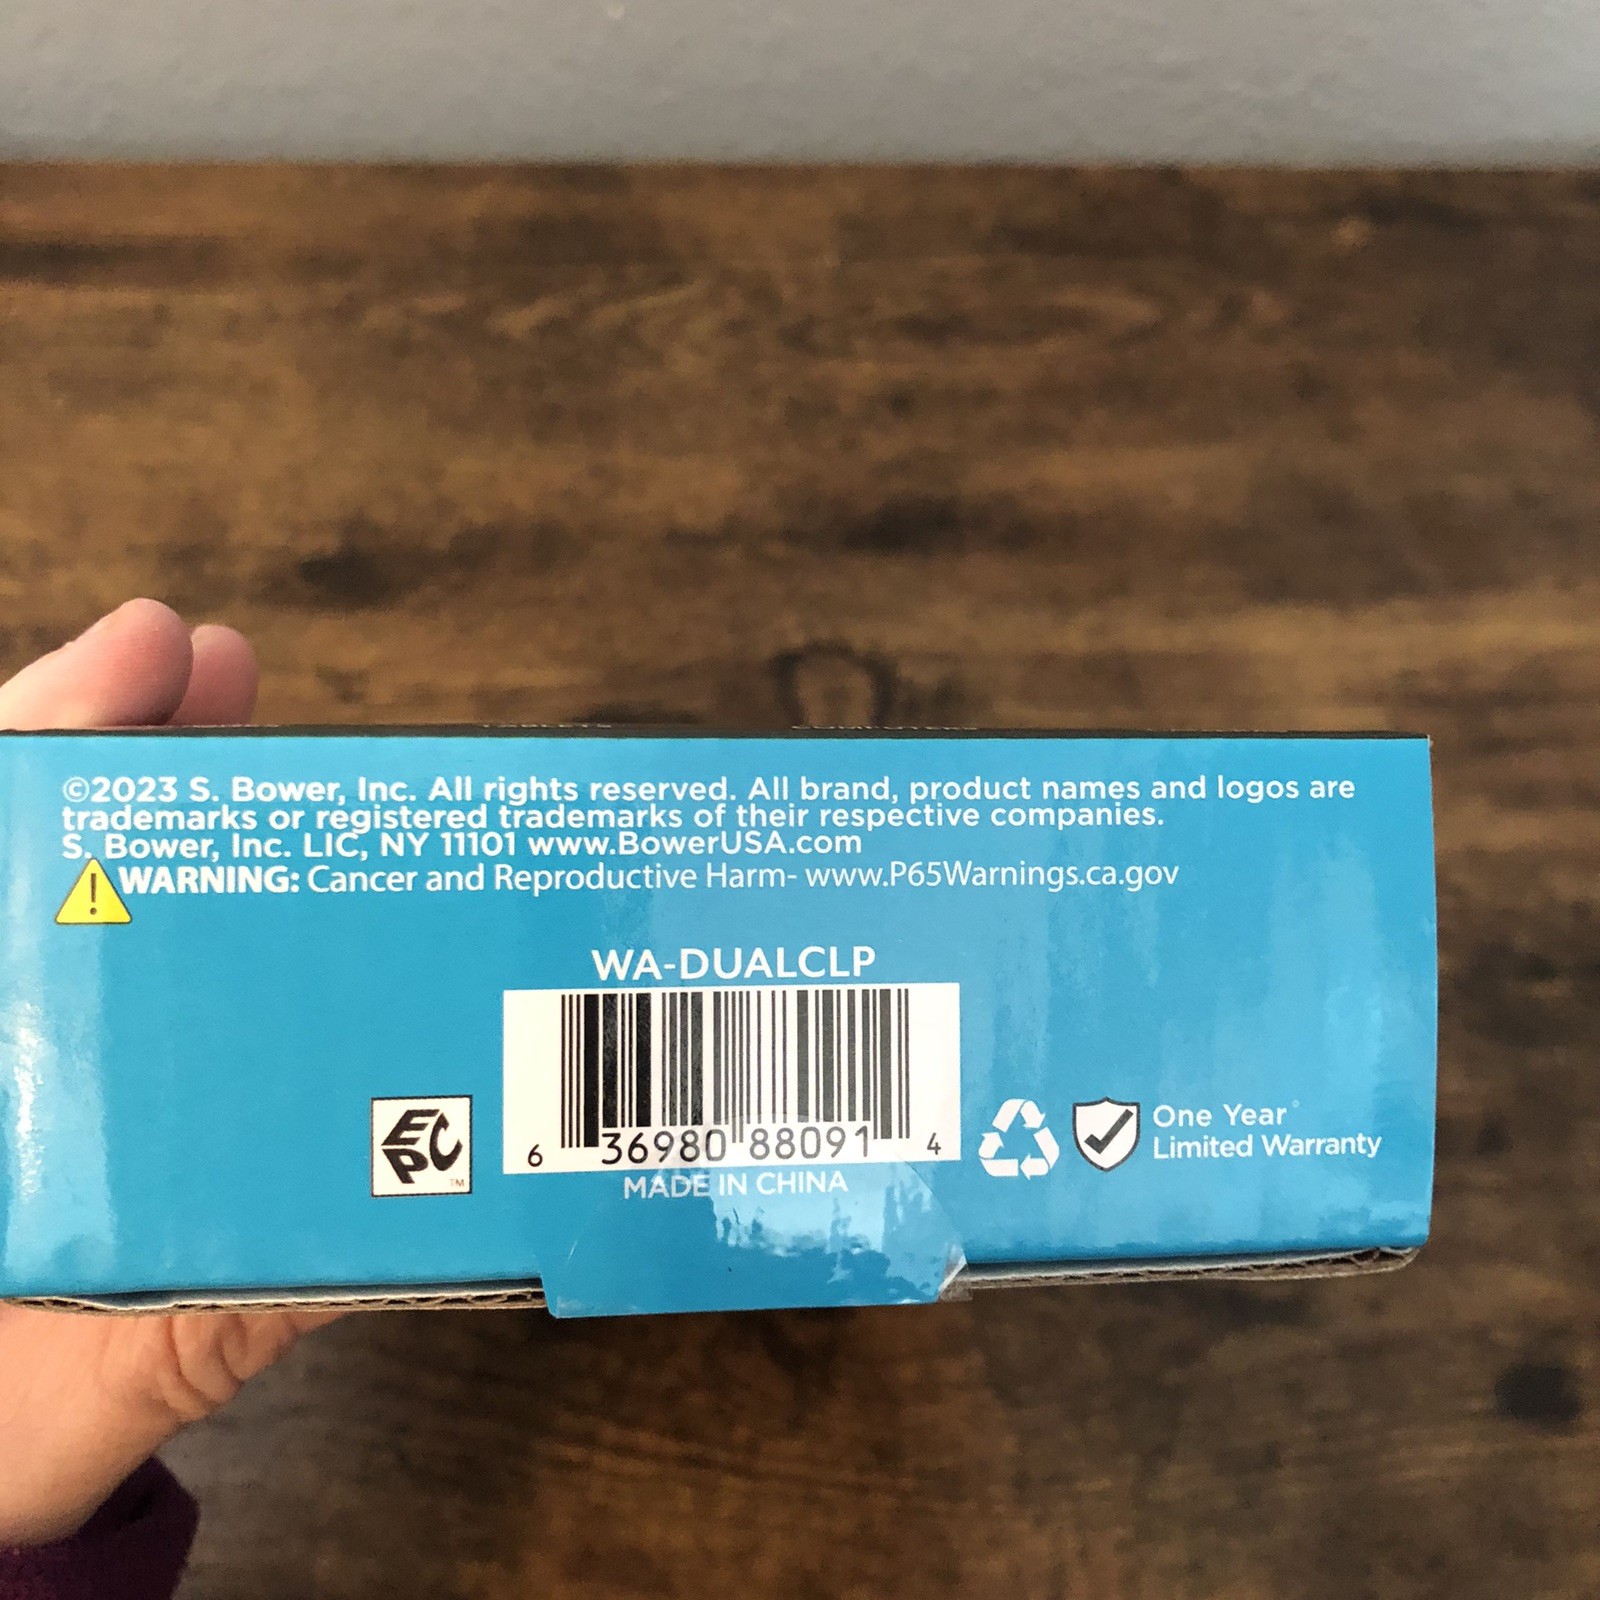 ©2023 S. Bower, Inc. All rights reserved. All brand, product names and logos are
trademarks or registered trademarks of their respective companies.
S. Bower, Inc. LIC, NY 11101 www.BowerUSA.com
WARNING: Cancer and Reproductive Harm- www.P65Warnings.ca.gov
WA-DUALCLP
6 36980 88091 4
MADE IN CHINA
EPC TM
One Year
Limited Warranty